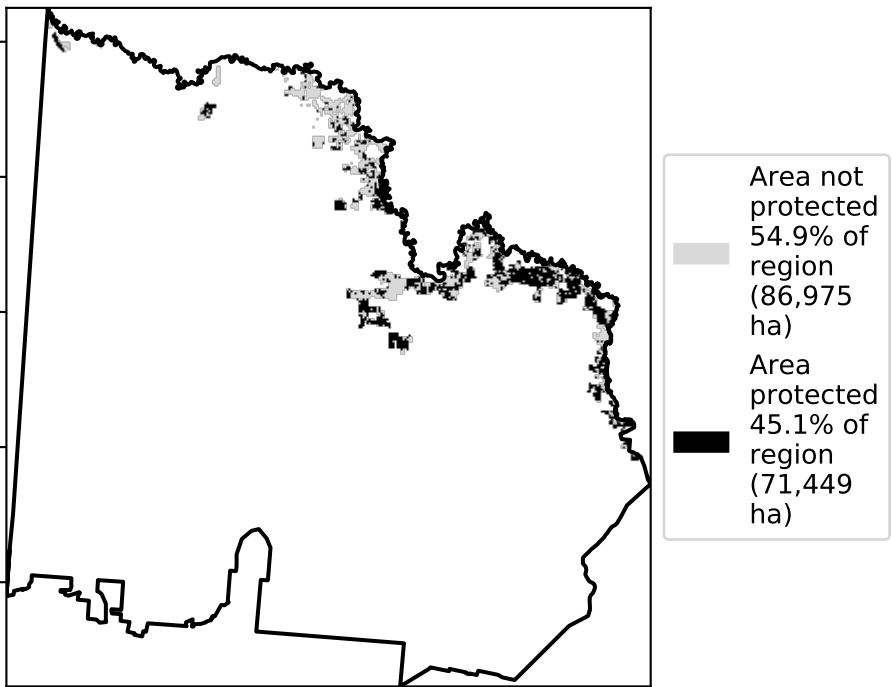 Area not
protected
54.9% of
region
(86,975
ha)
Area
protected
45.1% of
region
(71,449
ha)